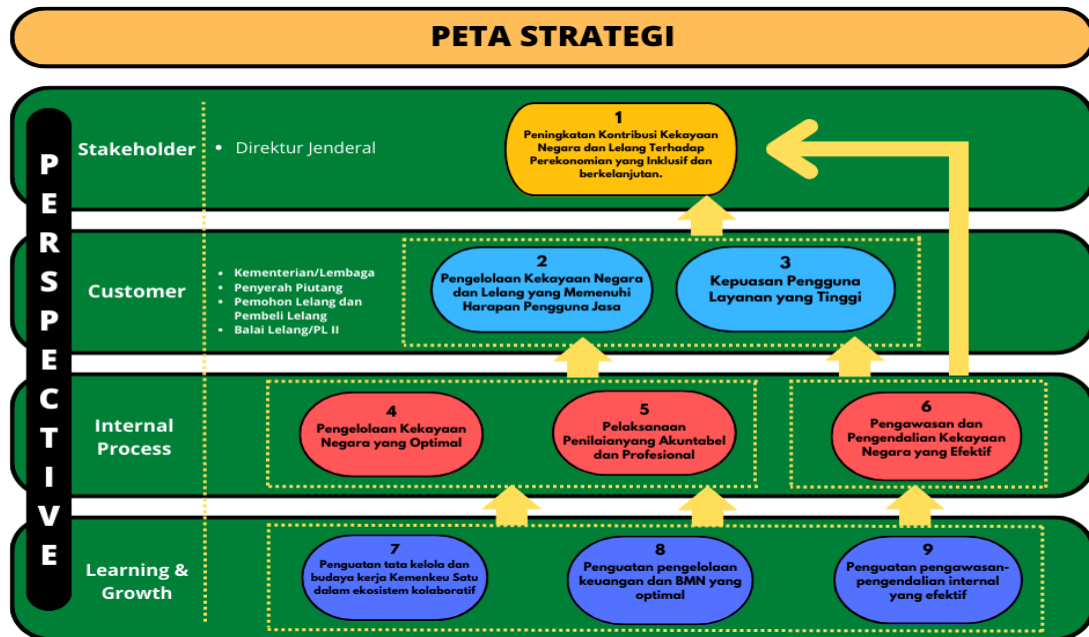 PETA STRATEGI
PERSPECTIVE
Stakeholder
• Direktur Jenderal
1
Peningkatan Kontribusi Kekayaan
Negara dan Lelang Terhadap
Perekonomian yang Inklusif dan
berkelanjutan.
Customer
• Kementerian/Lembaga
• Penyerah Piutang
• Pemohon Lelang dan
Pembeli Lelang
• Balai Lelang/PL II
2
Pengelolaan Kekayaan Negara
dan Lelang yang Memenuhi
Harapan Pengguna Jasa
3
Kepuasan Pengguna
Layanan yang Tinggi
Internal
Process
4
Pengelolaan Kekayaan
Negara yang Optimal
5
Pelaksanaan
Penilaianyang Akuntabel
dan Profesional
6
Pengawasan dan
Pengendalian Kekayaan
Negara yang Efektif
Learning &
Growth
7
Penguatan tata kelola dan
budaya kerja Kemenkeu Satu
dalam ekosistem kolaboratif
8
Penguatan pengelolaan
keuangan dan BMN yang
optimal
9
Penguatan pengawasan-
pengendalian internal
yang efektif